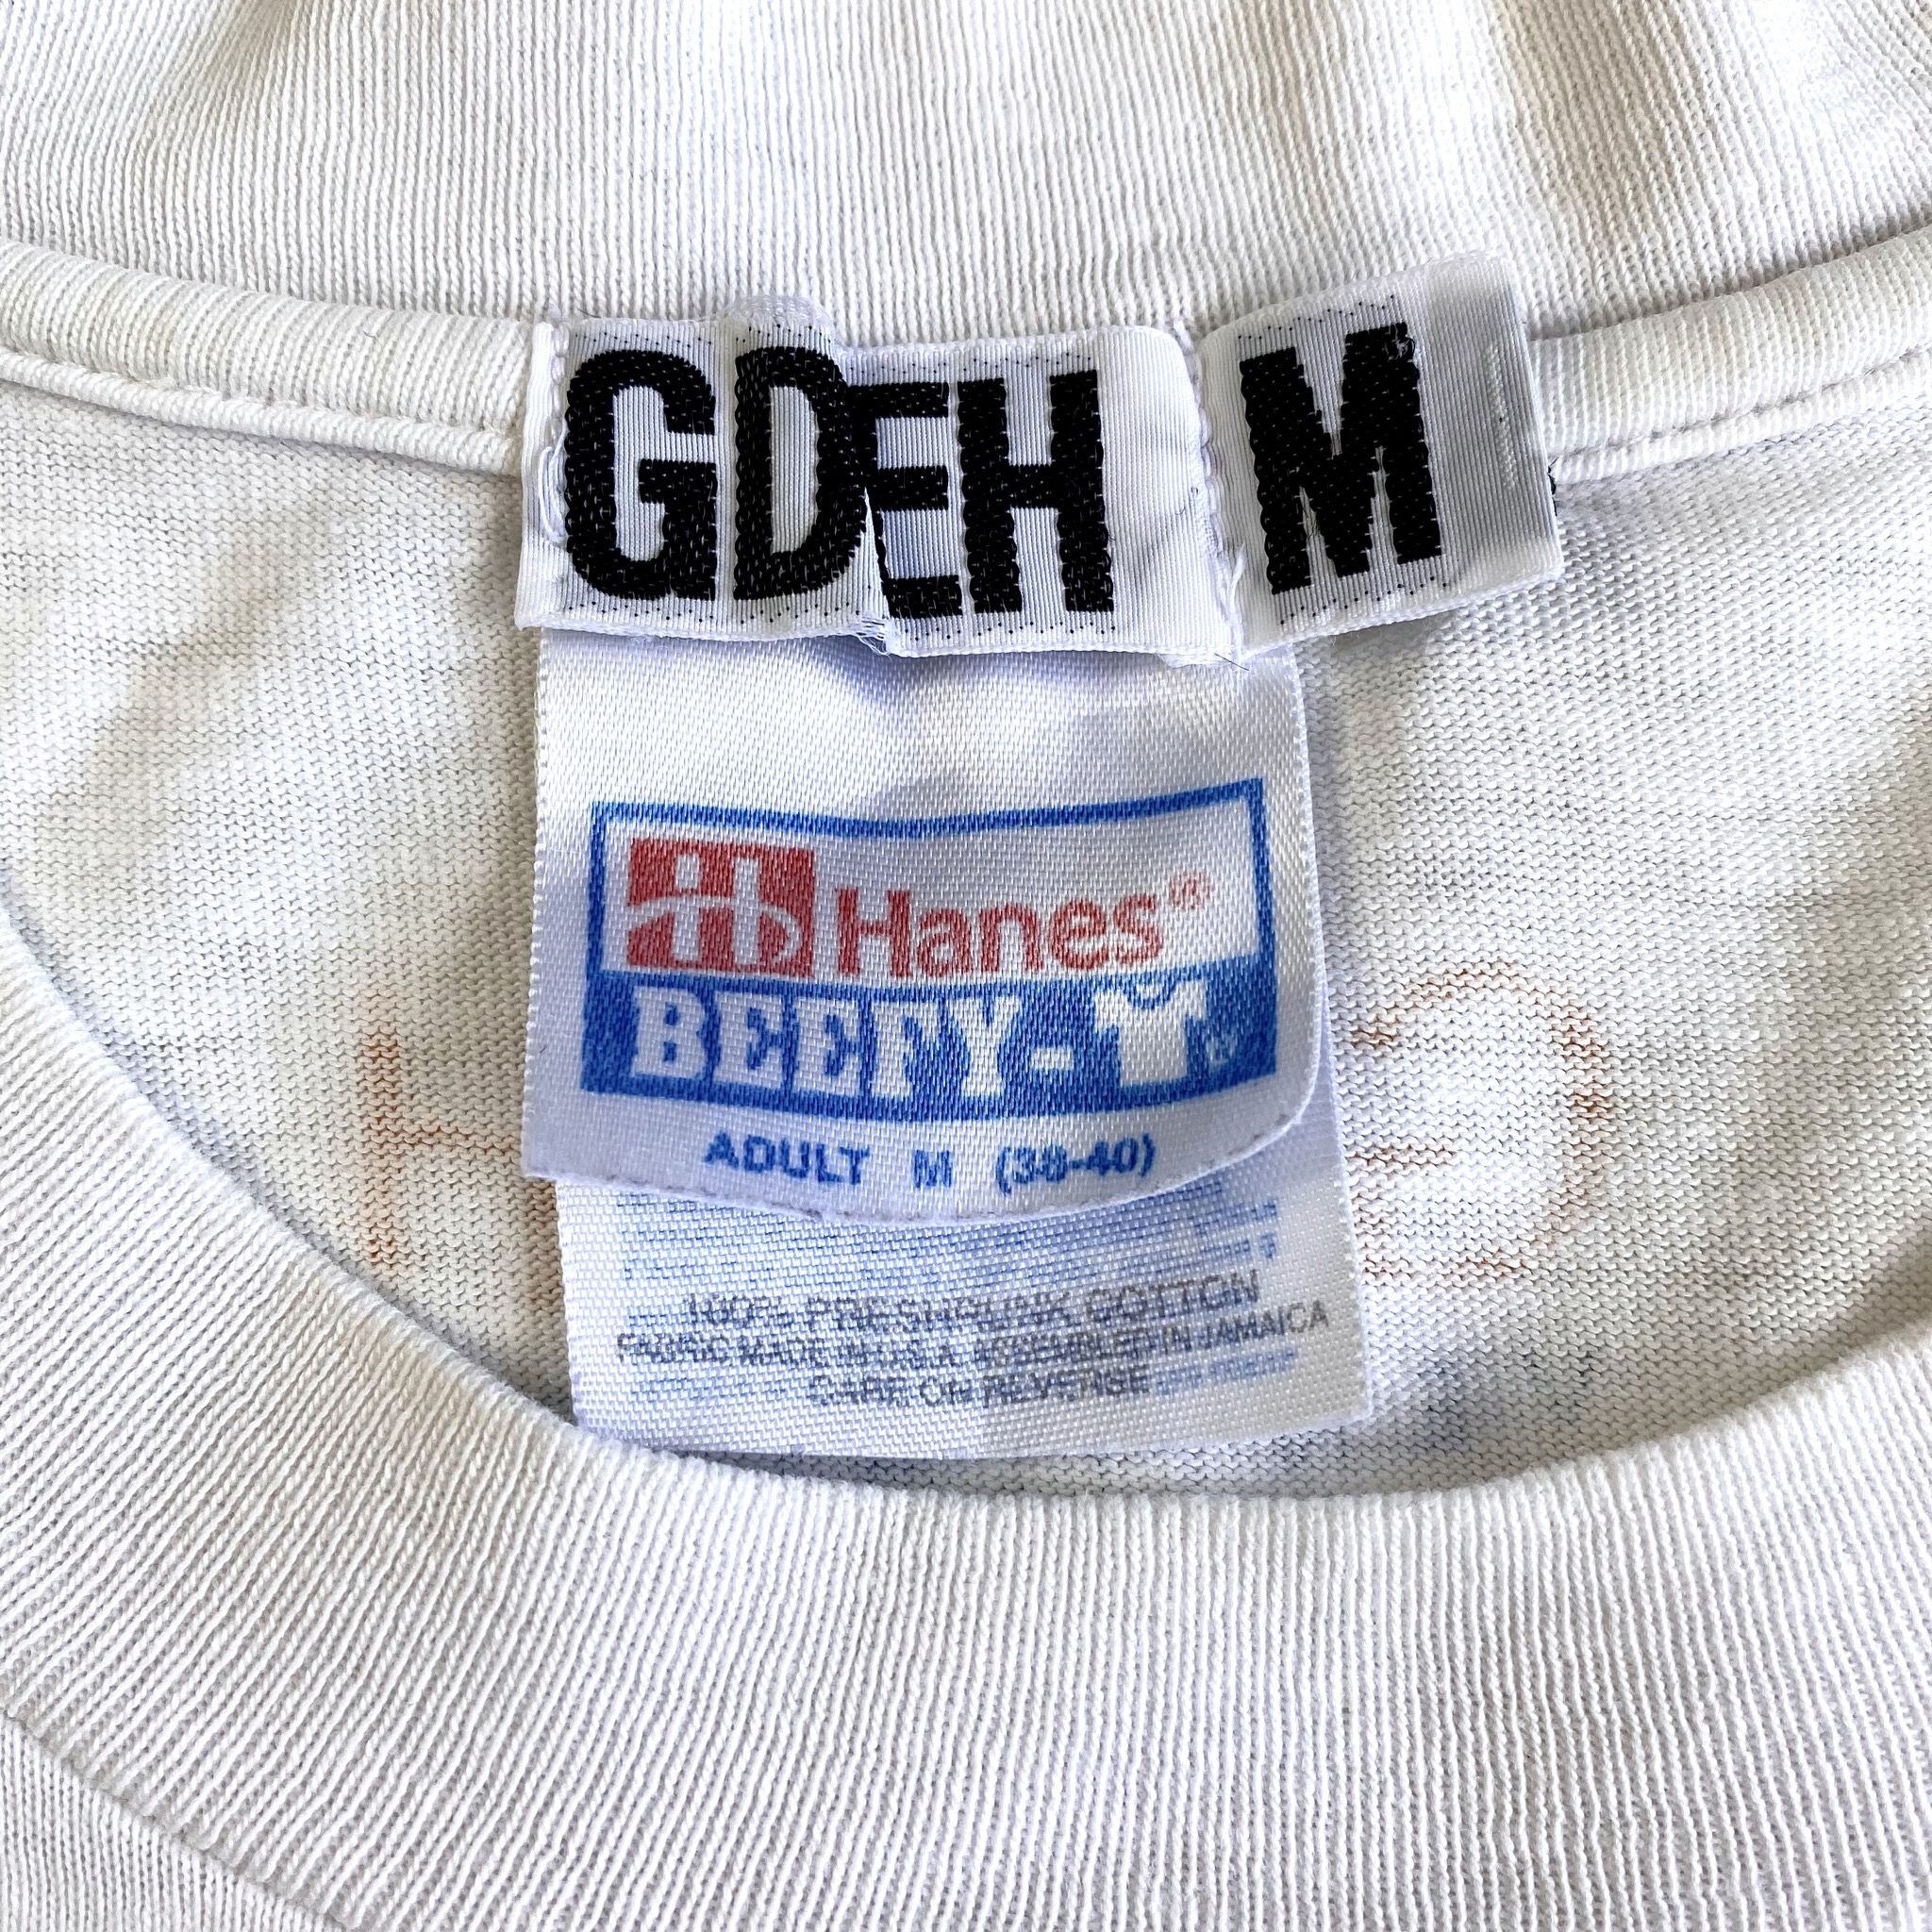 GDEH M
Hanes®
BEEFY-T
ADULT M (38-40)
100% PRESHRUNK COTTON
FABRIC MADE IN U.S.A. ASSEMBLED IN JAMAICA
CARE ON REVERSE